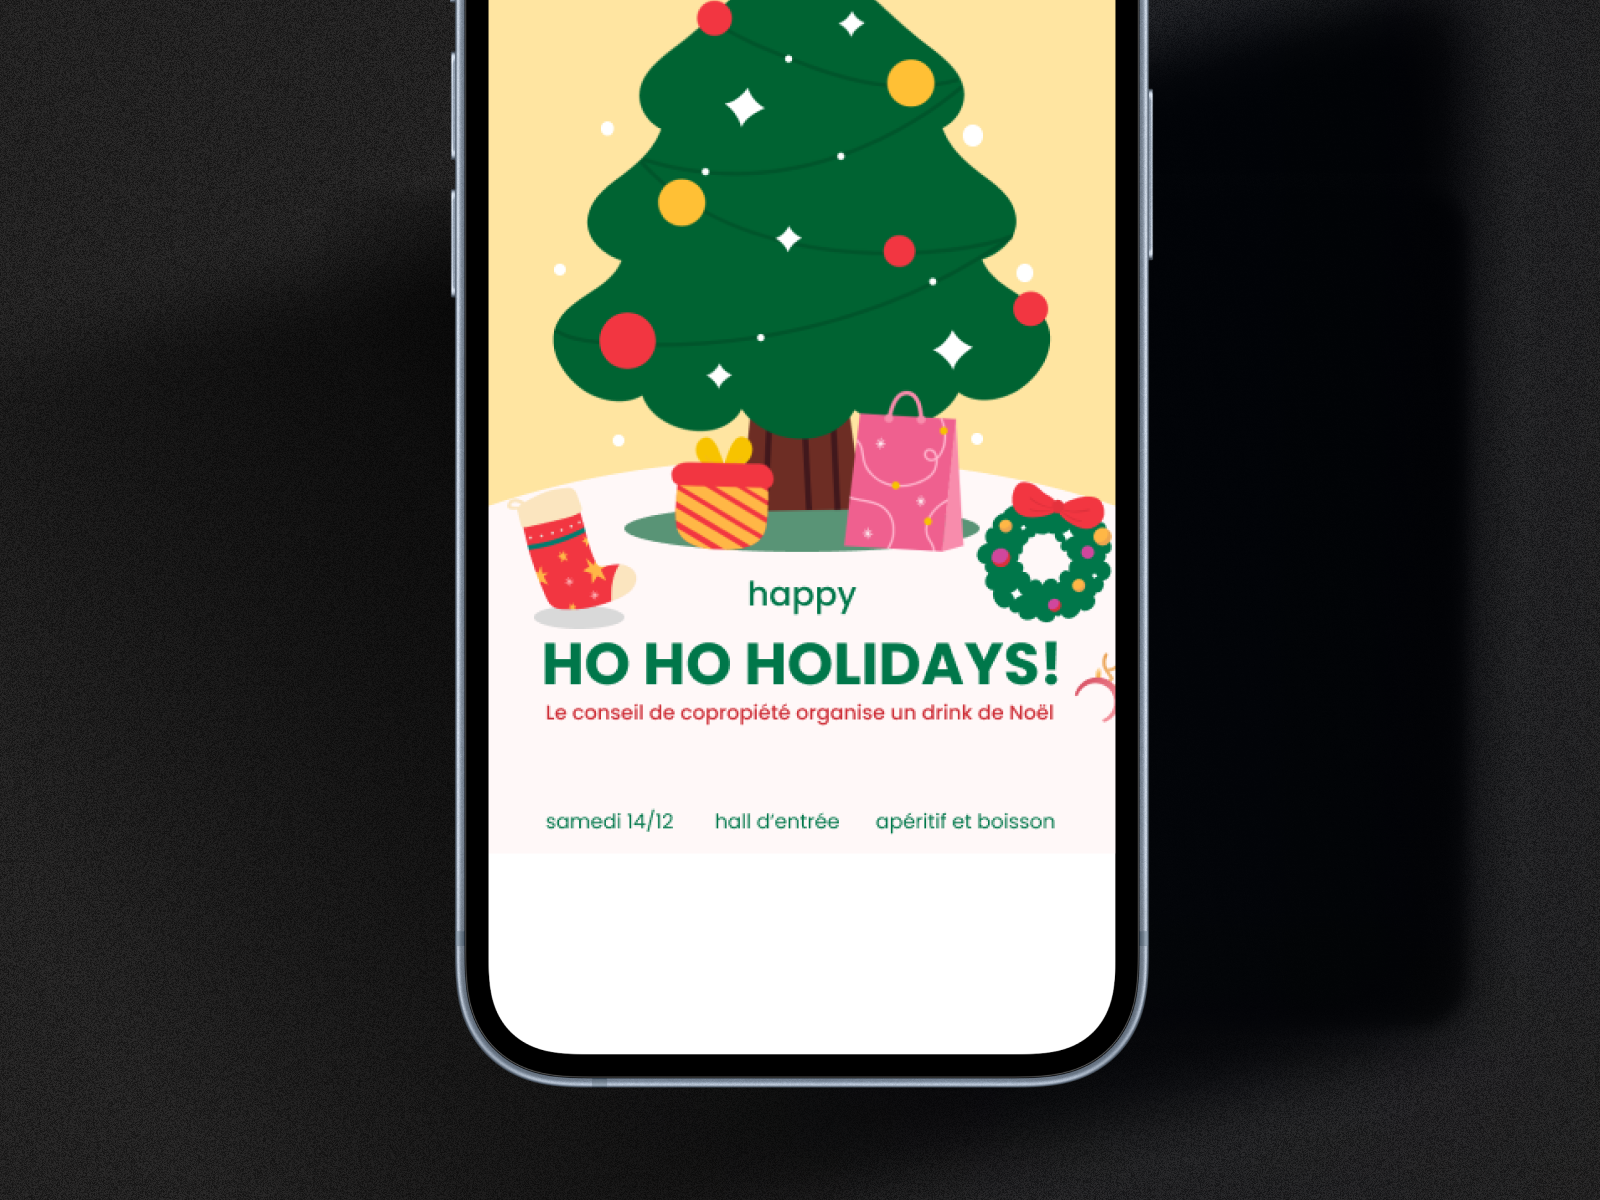 happy
HO HO HOLIDAYS!
Le conseil de copropiété organise un drink de Noël
samedi 14/12 hall d'entrée apéritif et boisson